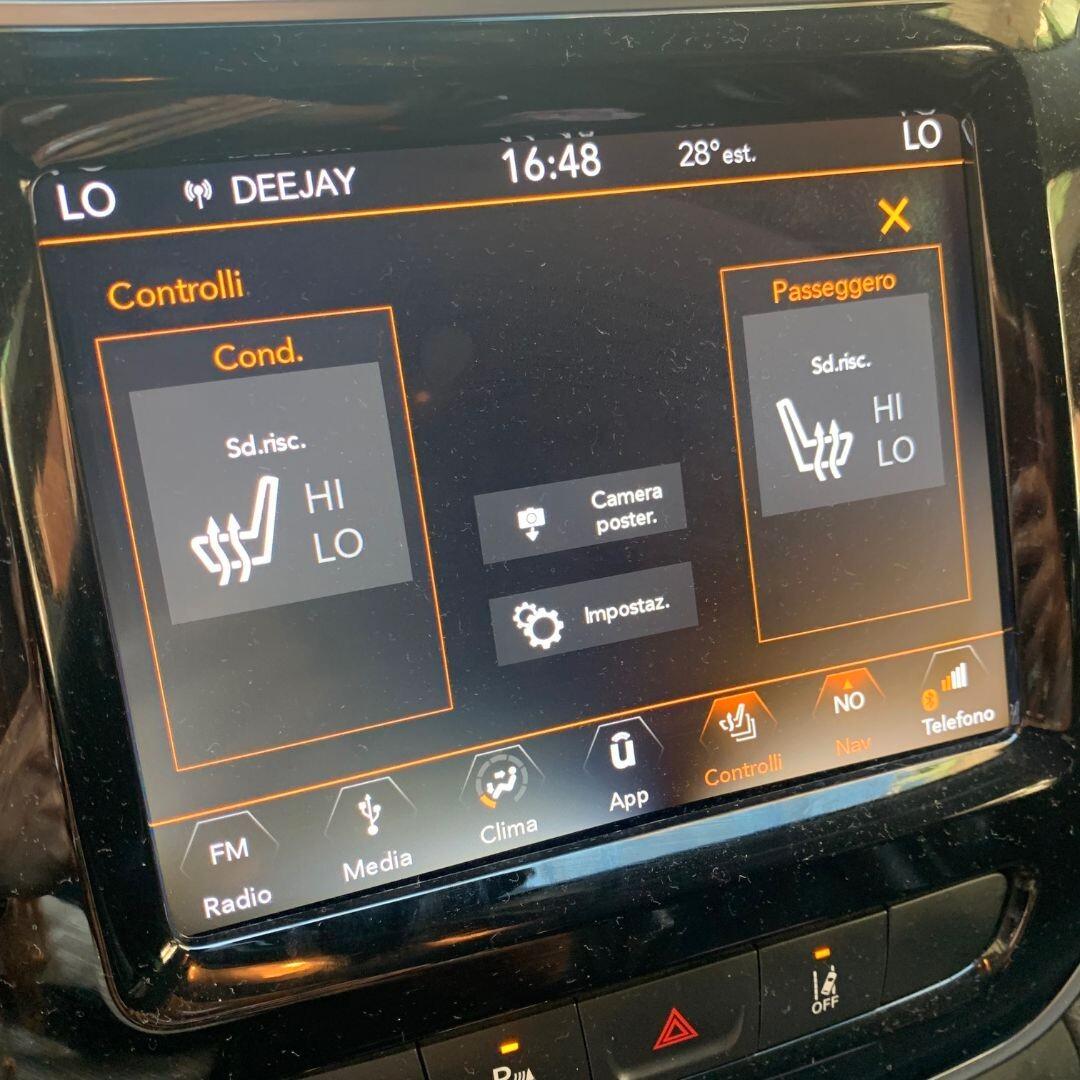 LO DEEJAY 16:48 28° est. LO
Controlli
Cond.
Sd.risc.
HI
LO
Passeggero
Sd.risc.
HI
LO
Camera
poster.
Impostaz.
FM
Radio
Media
Clima
ū
App
Controlli
NO
Nav
Telefono
OFF
P